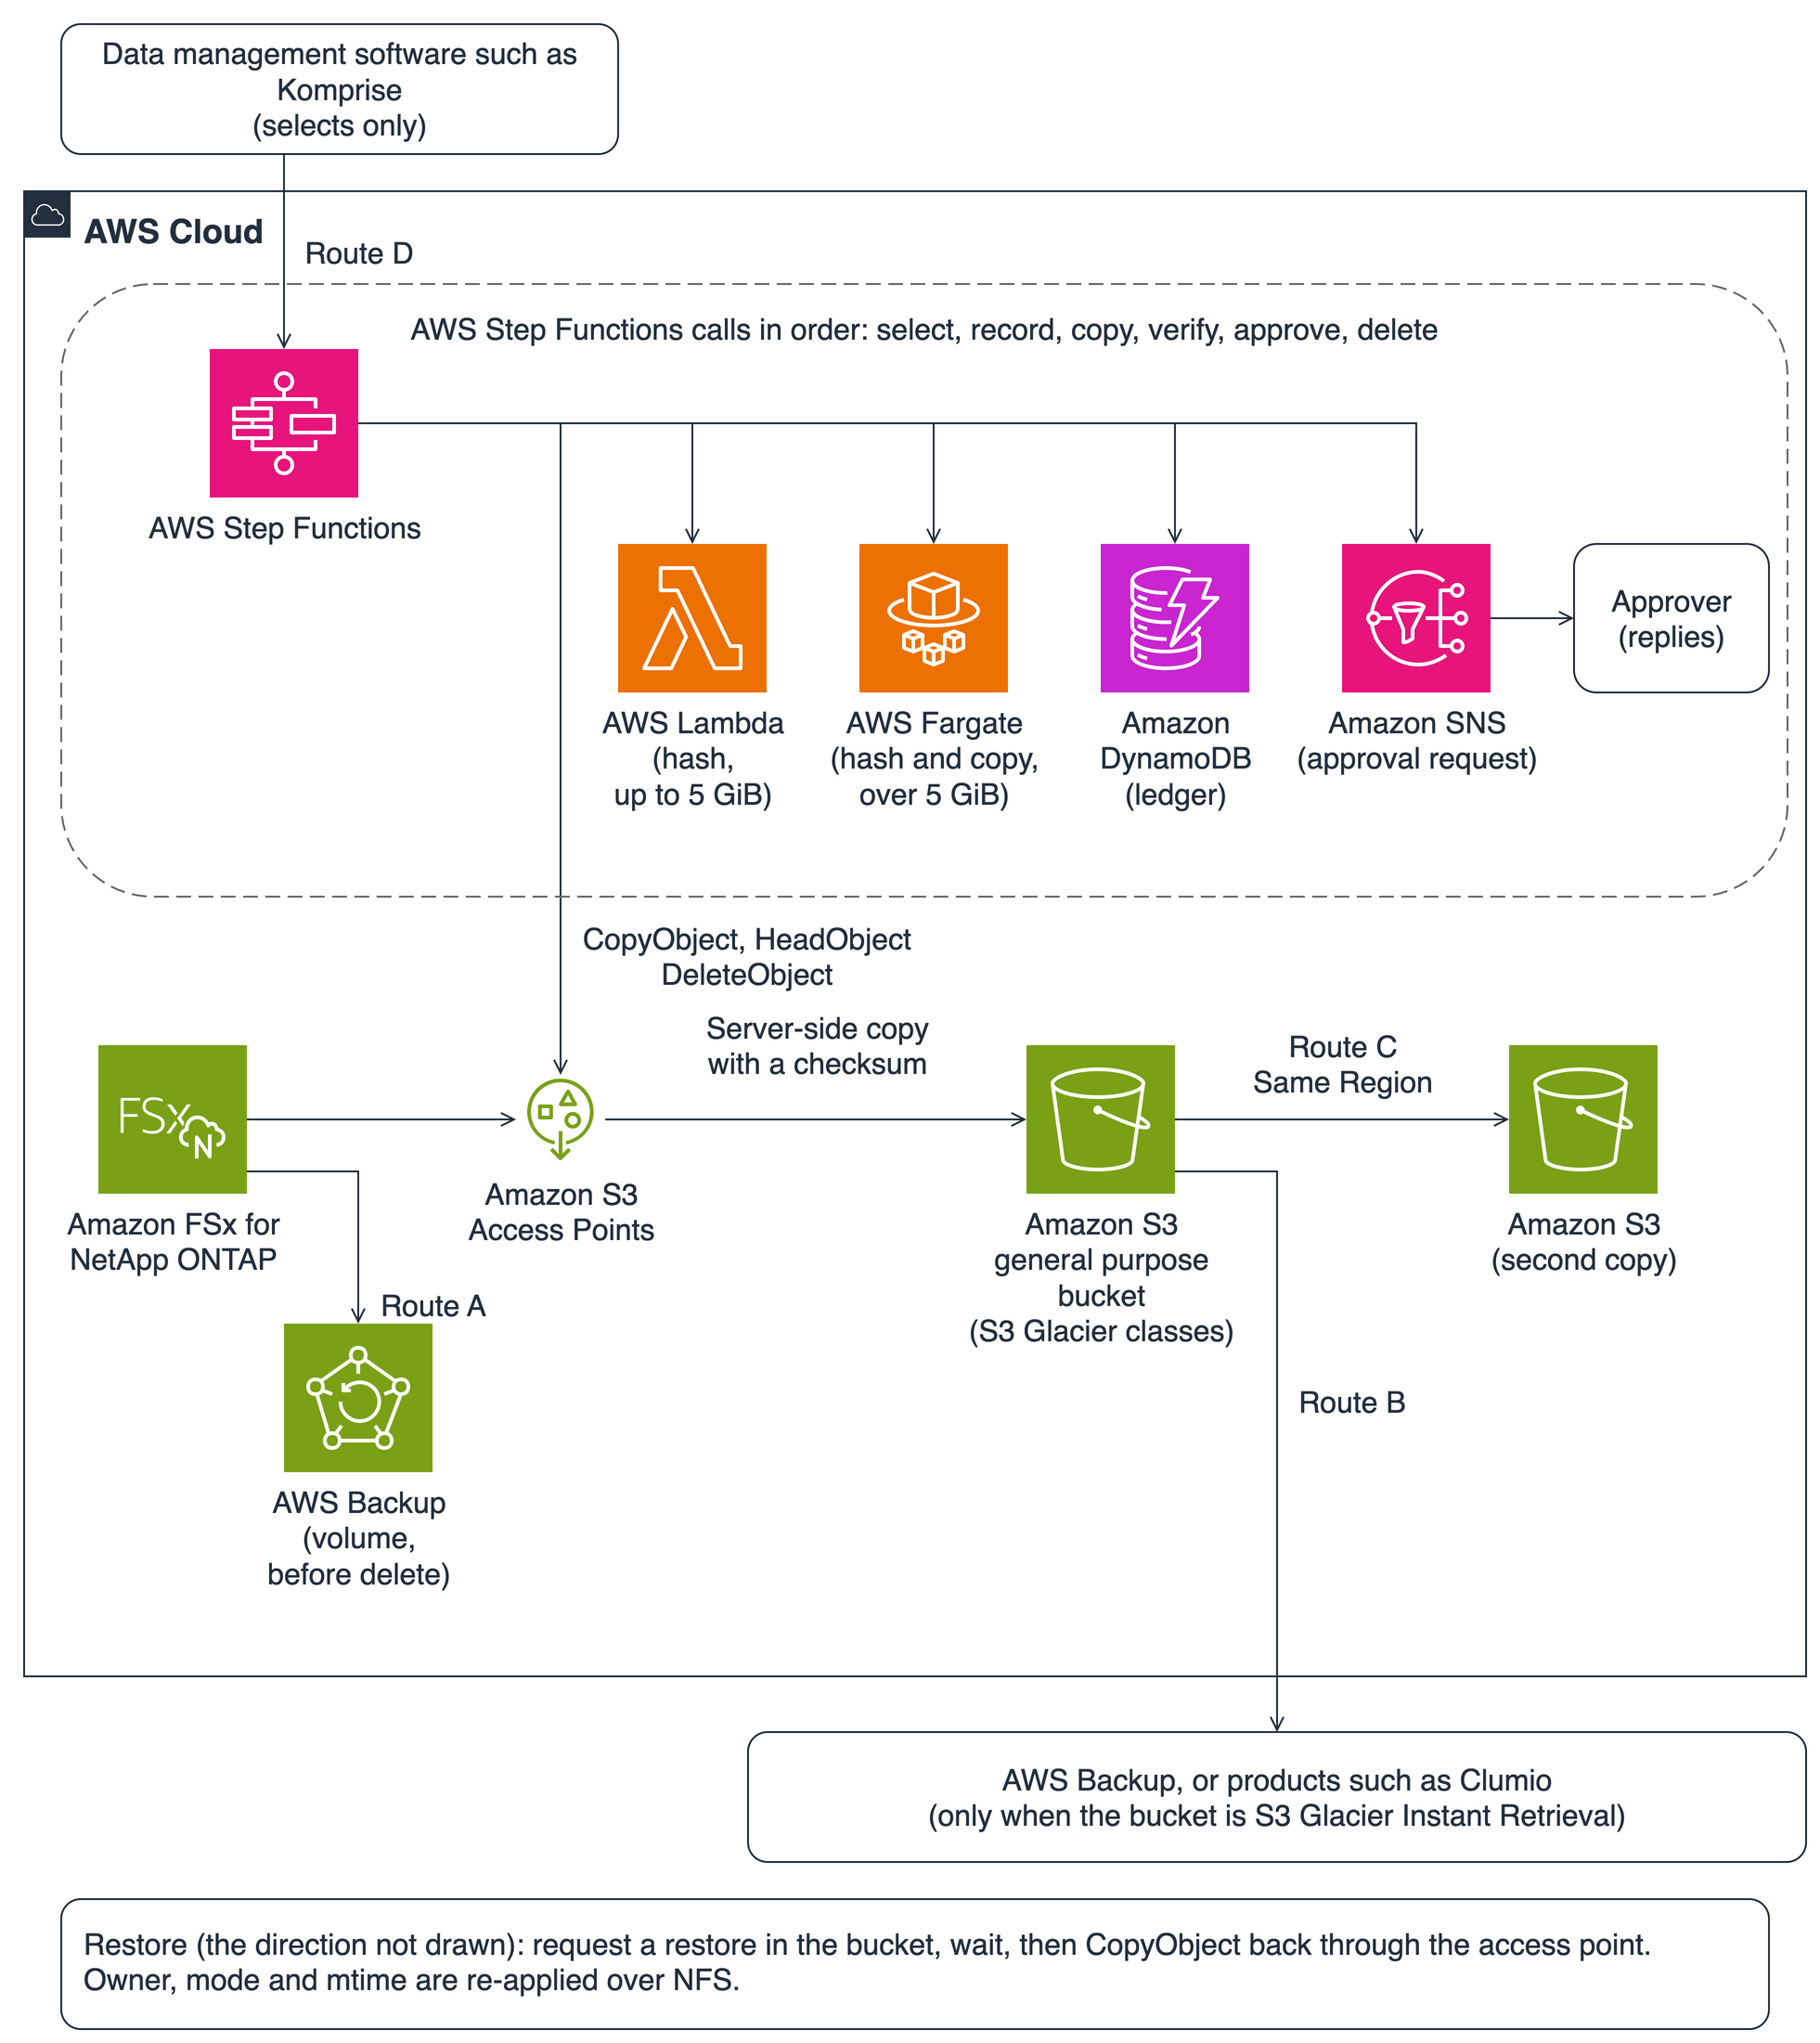 Data management software such as
Komprise
(selects only)
AWS Cloud
Route D
AWS Step Functions calls in order: select, record, copy, verify, approve, delete
AWS Step Functions
Approver
(replies)
AWS Lambda
(hash,
up to 5 GiB)
AWS Fargate
(hash and copy,
over 5 GiB)
Amazon
DynamoDB
(ledger)
Amazon SNS
(approval request)
CopyObject, HeadObject
DeleteObject
Server-side copy
with a checksum
Route C
Same Region
FSx
N
Amazon FSx for
NetApp ONTAP
Amazon S3
Access Points
Amazon S3
general purpose
bucket
(S3 Glacier classes)
Amazon S3
(second copy)
Route A
Route B
AWS Backup
(volume,
before delete)
AWS Backup, or products such as Clumio
(only when the bucket is S3 Glacier Instant Retrieval)
Restore (the direction not drawn): request a restore in the bucket, wait, then CopyObject back through the access point.
Owner, mode and mtime are re-applied over NFS.